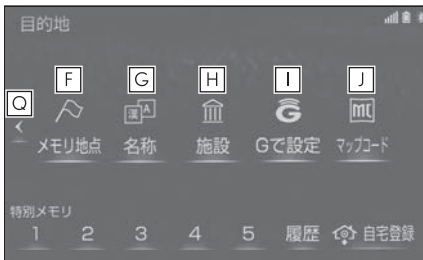 目的地
F G H I J
Q
漢 A G mc
メモリ地点 名称 施設 Gで設定 マップコード
特別メモリ
1 2 3 4 5 履歴 自宅登録